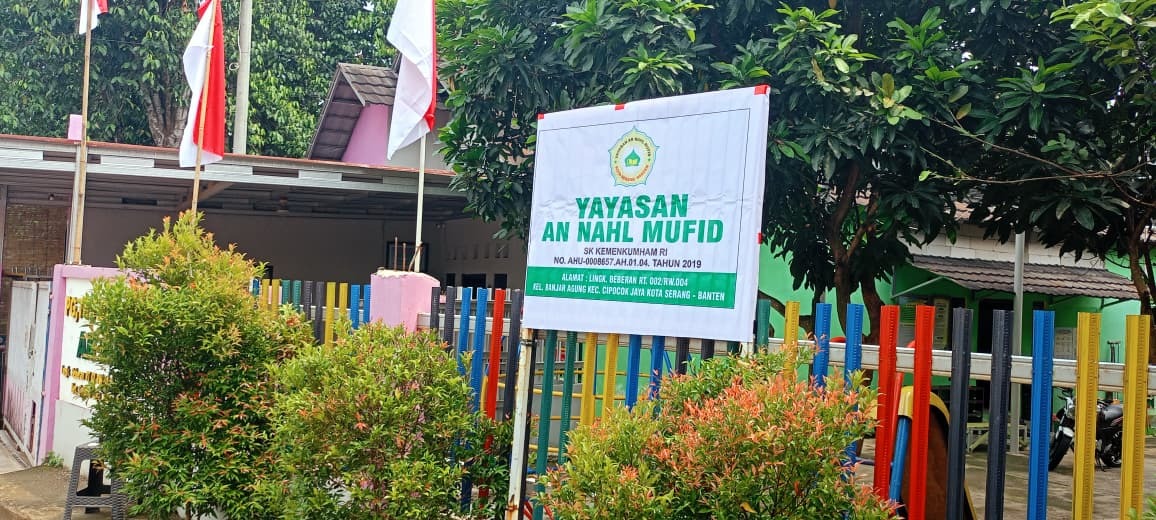 YAYASAN
AN NAHL MUFID
SK KEMENKUMHAM RI
NO. AHU-0008657.AH.01.04. TAHUN 2019
ALAMAT : LINGK. BEBERAN RT. 002/RW.004
KEL. BANJAR AGUNG KEC. CIPOCOK JAYA KOTA SERANG - BANTEN